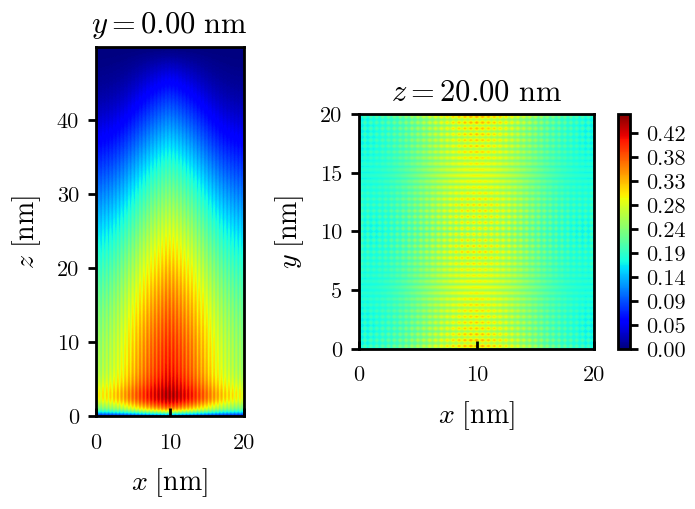 y = 0.00 nm
z [nm]
40
30
20
10
0
0 10 20
x [nm]
z = 20.00 nm
y [nm]
20
15
10
5
0
0 10 20
x [nm]
0.42
0.38
0.33
0.28
0.24
0.19
0.14
0.09
0.05
0.00